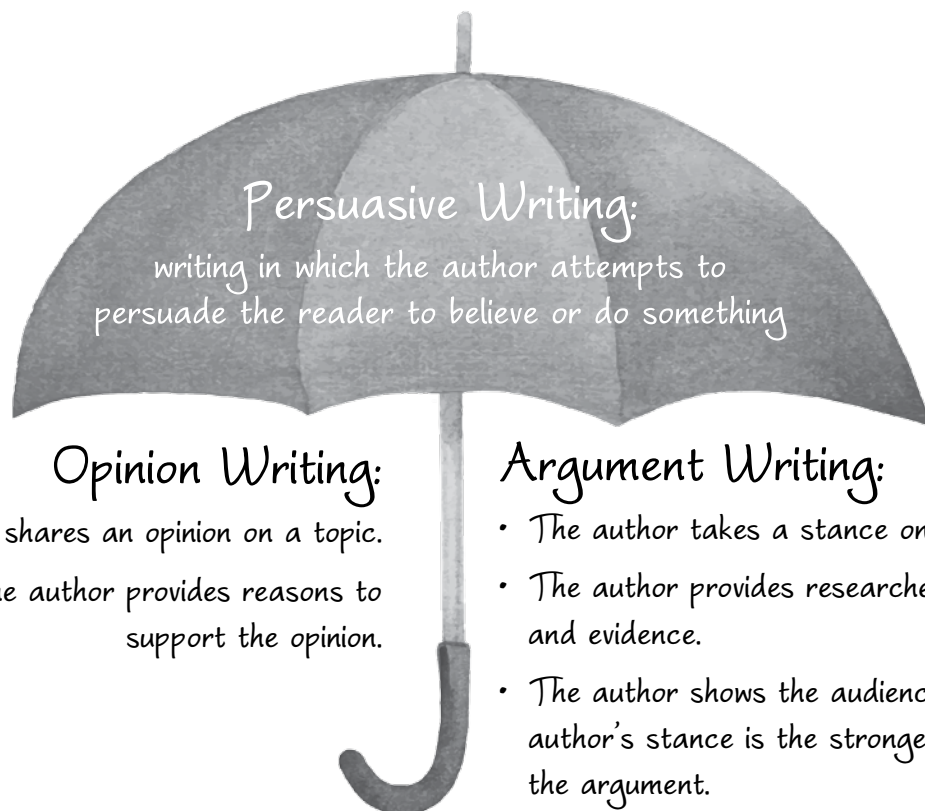 Persuasive Writing:
writing in which the author attempts to
persuade the reader to believe or do something
Opinion Writing:
shares an opinion on a topic.
author provides reasons to
support the opinion.
Argument Writing:
• The author takes a stance on
• The author provides
and evidence.
• The author shows the
author's stance is the
the argument.